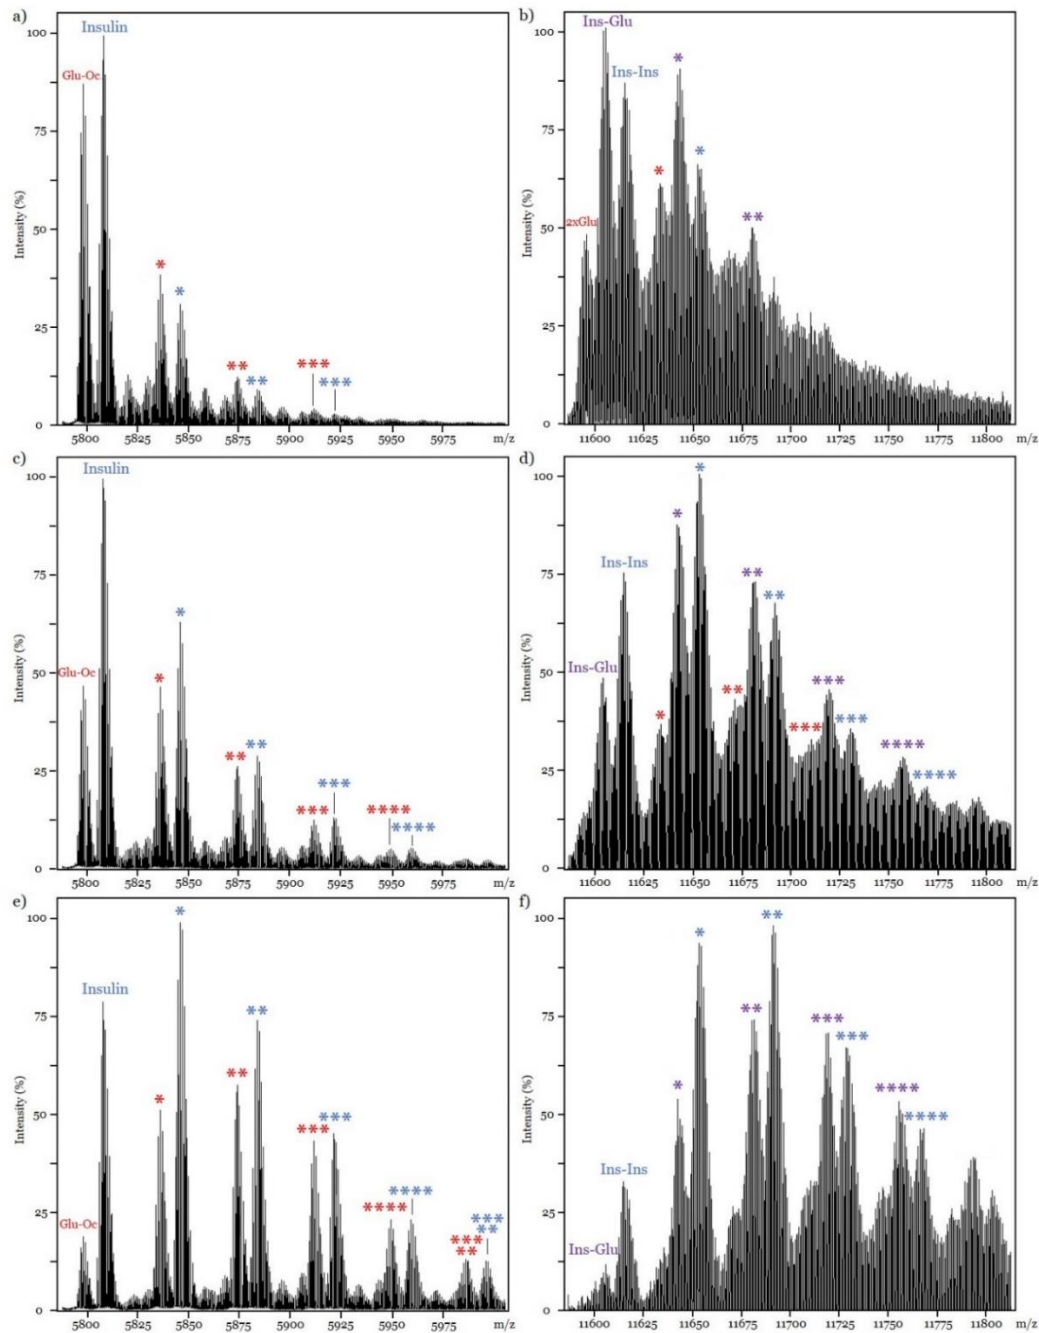 a)
Insulin
Glu-Oc
*
*
**
**
***
***
Intensity (%)
100
75
50
25
0
5800 5825 5850 5875 5900 5925 5950 5975 m/z
b)
Ins-Glu
Ins-Ins
2xGlu
*
*
*
**
Intensity (%)
100
75
50
25
0
11600 11625 11650 11675 11700 11725 11750 11775 11800 m/z
c)
Insulin
Glu-Oc
*
*
**
**
***
***
****
****
Intensity (%)
100
75
50
25
0
5800 5825 5850 5875 5900 5925 5950 5975 m/z
d)
Ins-Ins
Ins-Glu
*
*
*
**
**
**
***
***
***
****
****
Intensity (%)
100
75
50
25
0
11600 11625 11650 11675 11700 11725 11750 11775 11800 m/z
e)
Insulin
Glu-Oc
*
*
**
**
***
***
****
****
***
**
***
**
Intensity (%)
100
75
50
25
0
5800 5825 5850 5875 5900 5925 5950 5975 m/z
f)
Ins-Ins
Ins-Glu
*
*
**
**
***
***
****
****
Intensity (%)
100
75
50
25
0
11600 11625 11650 11675 11700 11725 11750 11775 11800 m/z